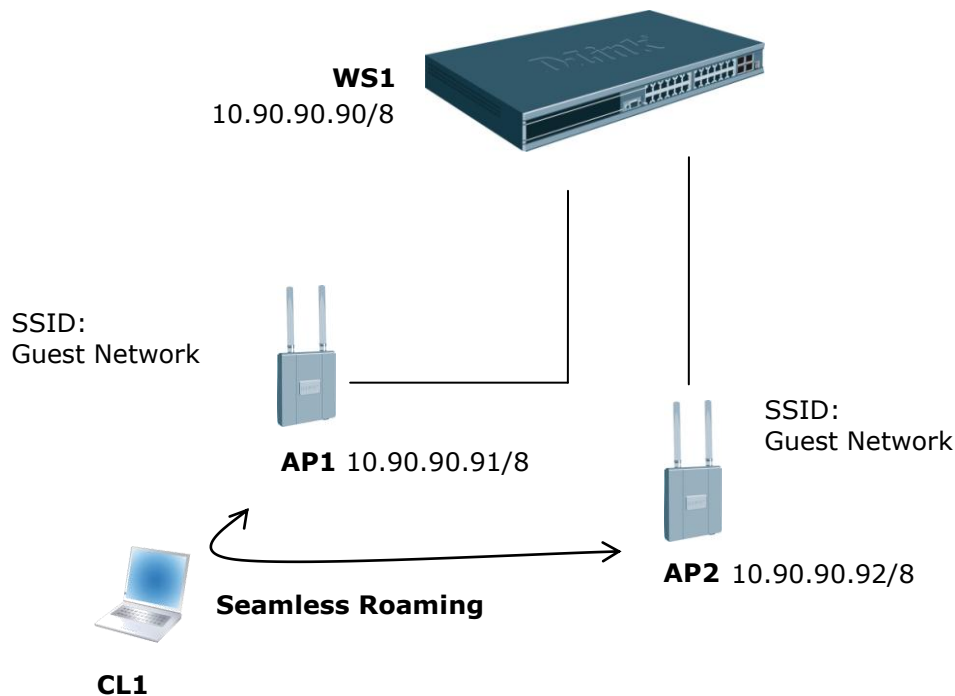 D-Link
WS1
10.90.90.90/8
SSID:
Guest Network
AP1 10.90.90.91/8
SSID:
Guest Network
AP2 10.90.90.92/8
Seamless Roaming
CL1